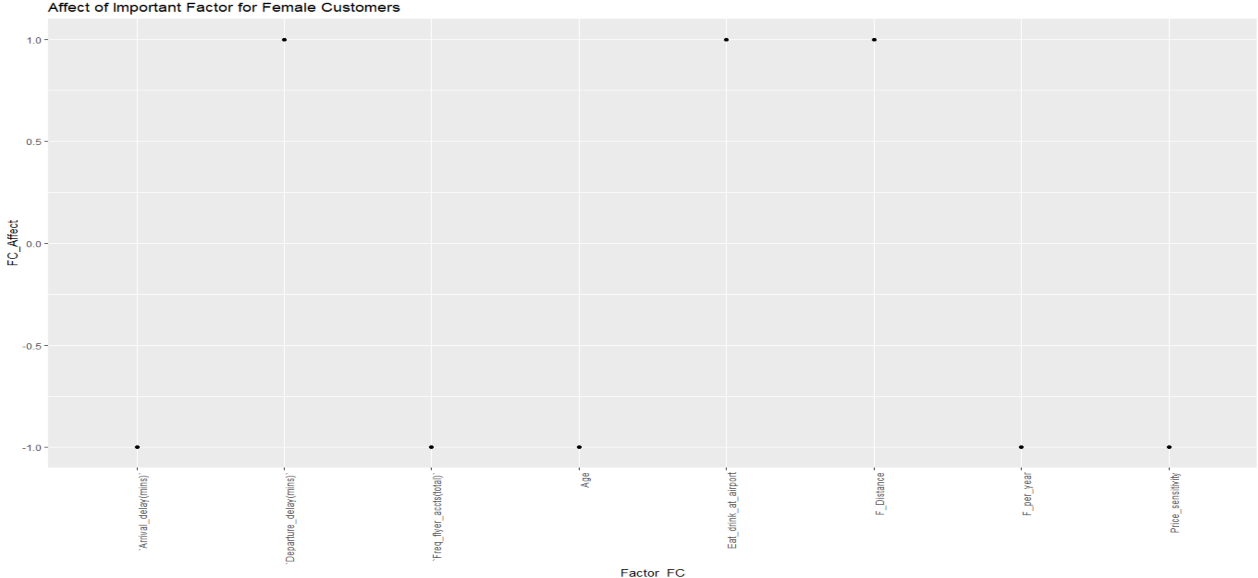 Affect of Important Factor for Female Customers
1.0
0.5
0.0
-0.5
-1.0
FC_Affect
`Arrival_delay(mins)`
`Departure_delay(mins)`
`Freq_flyer_accts(total)`
Age
Eat_drink_at_airport
F_Distance
F_per_year
Price_sensitivity
Factor_FC